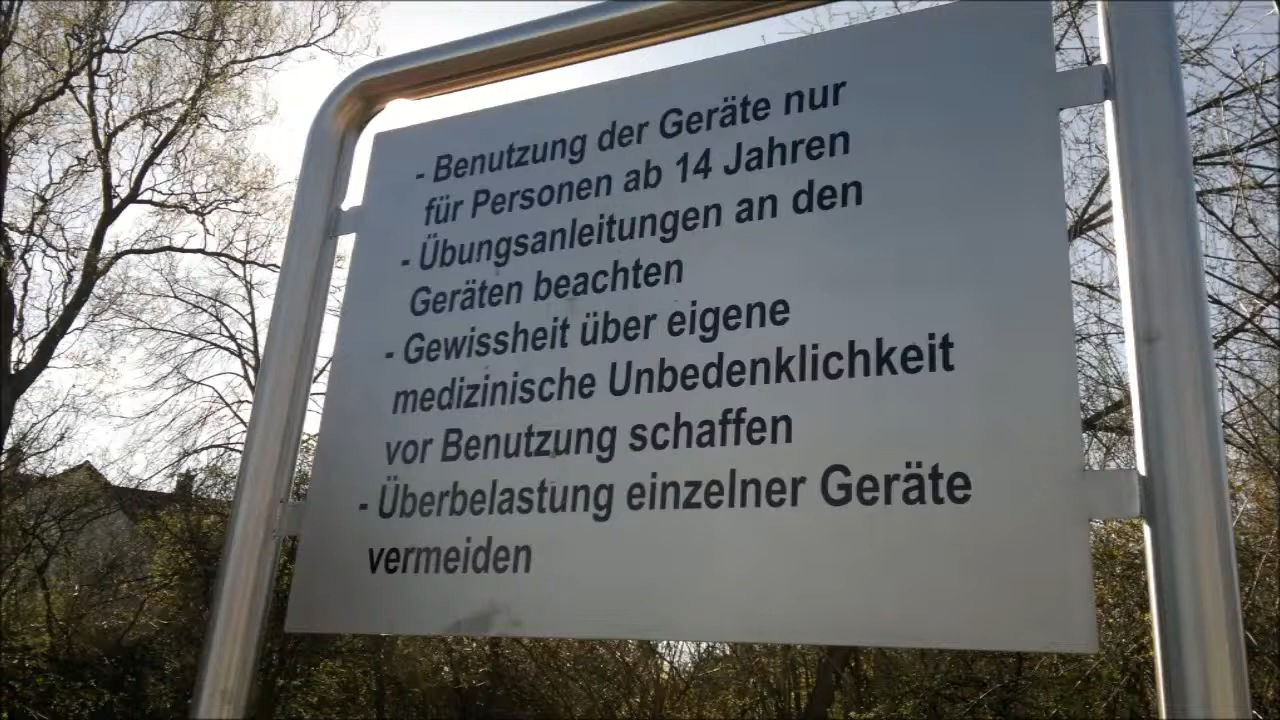 - Benutzung der Geräte nur
für Personen ab 14 Jahren
- Übungsanleitungen an den
Geräten beachten
- Gewissheit über eigene
medizinische Unbedenklichkeit
vor Benutzung schaffen
- Überbelastung einzelner Geräte
vermeiden